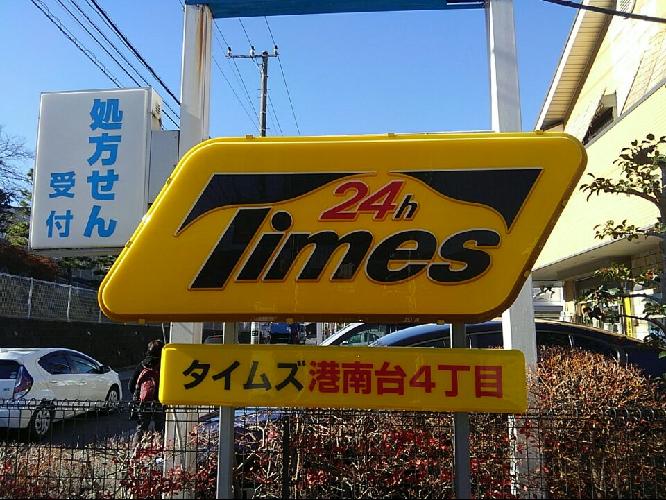 処方せん
受付
24h
Times
タイムズ港南台4丁目